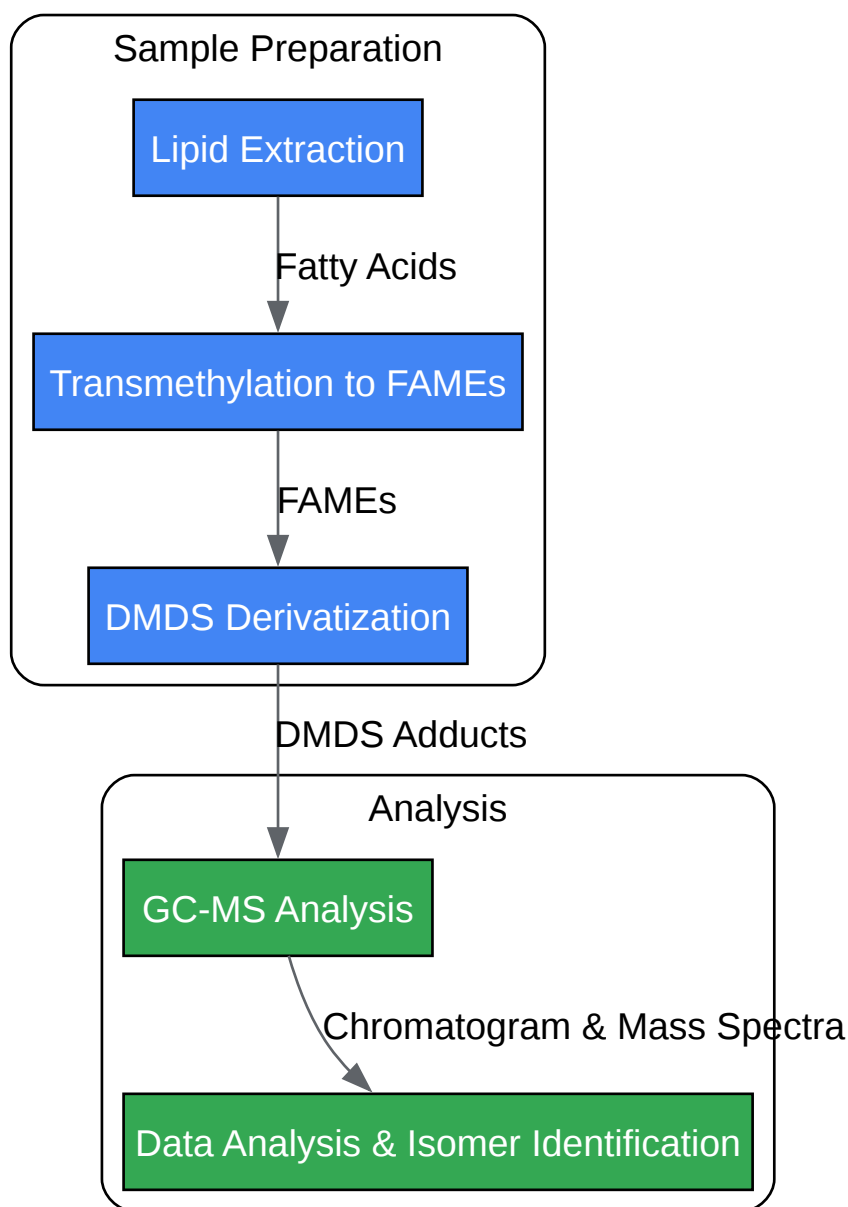 Sample Preparation
Lipid Extraction
Fatty Acids
Transmethylation to FAMEs
FAMEs
DMDS Derivatization
DMDS Adducts
Analysis
GC-MS Analysis
Chromatogram & Mass Spectra
Data Analysis & Isomer Identification